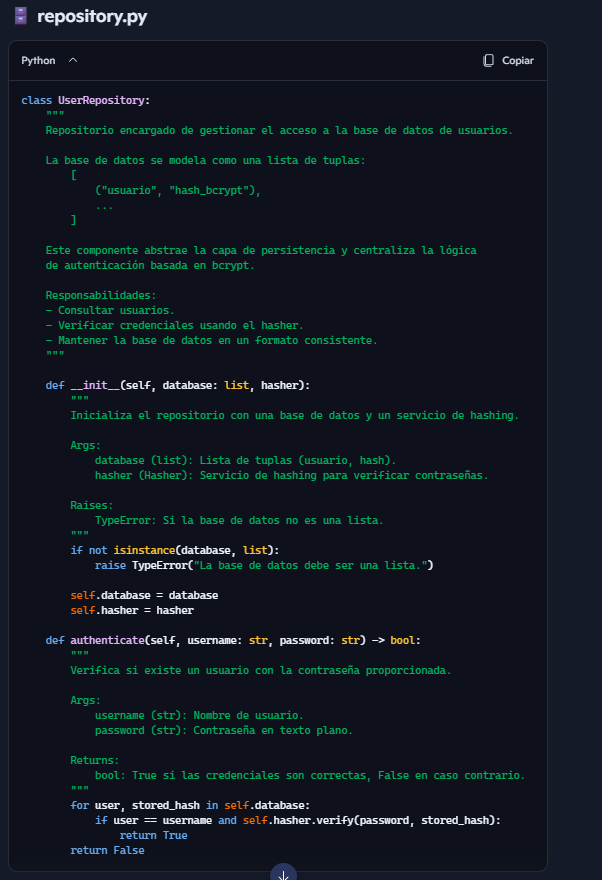 repository.py
Python
Copiar
class UserRepository:
    """
    Repositorio encargado de gestionar el acceso a la base de datos de usuarios.

    La base de datos se modela como una lista de tuplas:
        [
            ("usuario", "hash_bcrypt"),
            ...
        ]

    Este componente abstrae la capa de persistencia y centraliza la lógica
    de autenticación basada en bcrypt.

    Responsabilidades:
    - Consultar usuarios.
    - Verificar credenciales usando el hasher.
    - Mantener la base de datos en un formato consistente.
    """

    def __init__(self, database: list, hasher):
        """
        Inicializa el repositorio con una base de datos y un servicio de hashing.

        Args:
            database (list): Lista de tuplas (usuario, hash).
            hasher (Hasher): Servicio de hashing para verificar contraseñas.

        Raises:
            TypeError: Si la base de datos no es una lista.
        """
        if not isinstance(database, list):
            raise TypeError("La base de datos debe ser una lista.")

        self.database = database
        self.hasher = hasher

    def authenticate(self, username: str, password: str) -> bool:
        """
        Verifica si existe un usuario con la contraseña proporcionada.

        Args:
            username (str): Nombre de usuario.
            password (str): Contraseña en texto plano.

        Returns:
            bool: True si las credenciales son correctas, False en caso contrario.
        """
        for user, stored_hash in self.database:
            if user == username and self.hasher.verify(password, stored_hash):
                return True
        return False